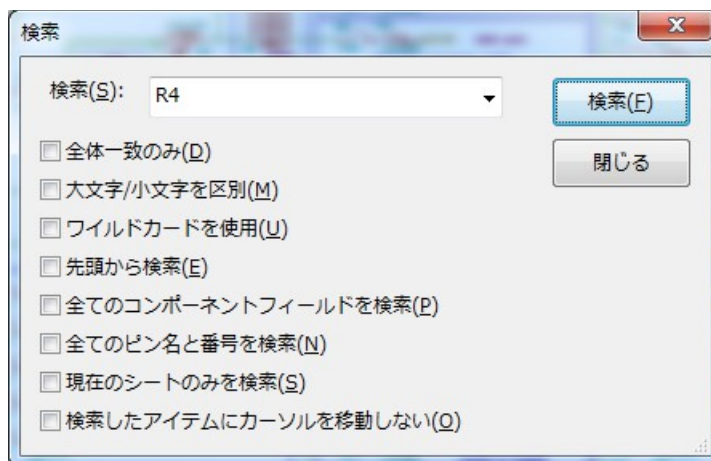 検索
検索(S): R4
検索(F)
閉じる
全体一致のみ(D)
大文字/小文字を区別(M)
ワイルドカードを使用(U)
先頭から検索(E)
全てのコンポーネントフィールドを検索(P)
全てのピン名と番号を検索(N)
現在のシートのみを検索(S)
検索したアイテムにカーソルを移動しない(O)